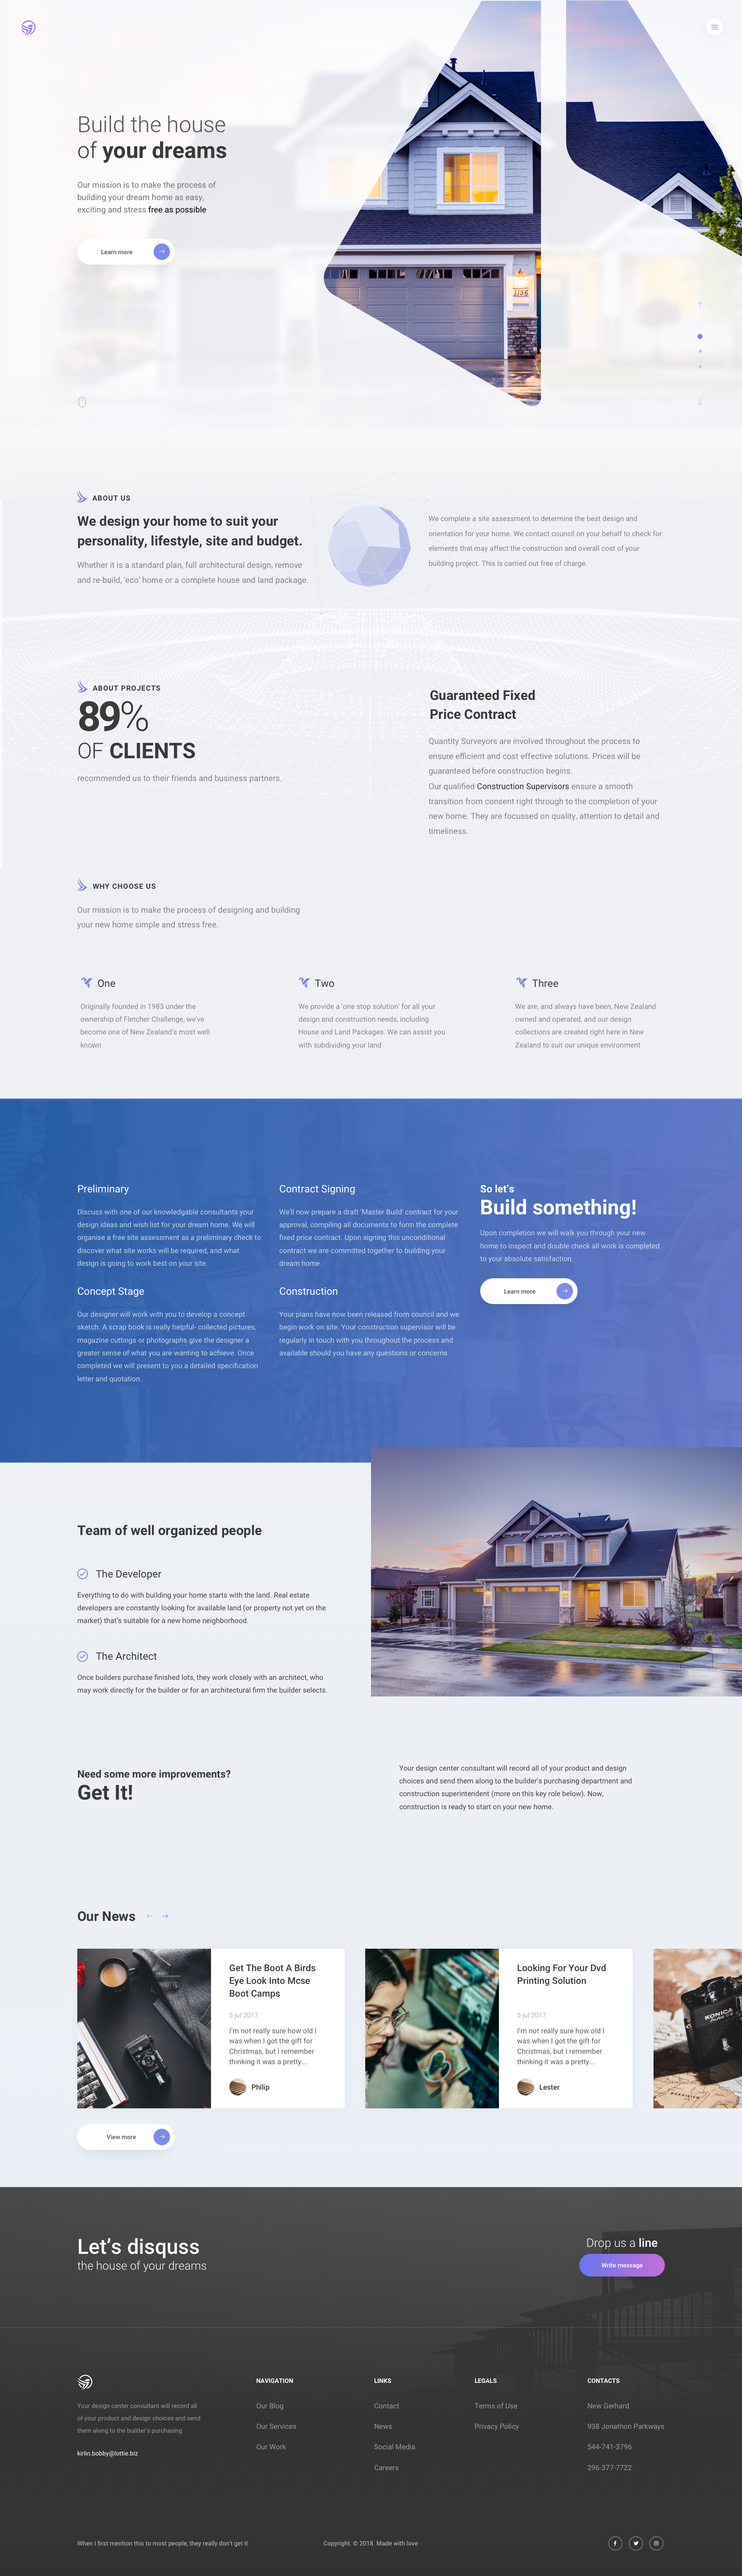 Build the house
of your dreams
Our mission is to make the process of
building your dream home as easy,
exciting and stress free as possible
Learn more
ABOUT US
We design your home to suit your
personality, lifestyle, site and budget.
Whether it is a standard plan, full architectural design, remove
and re-build, 'eco' home or a complete house and land package.
We complete a site assessment to determine the best design and
orientation for your home. We contact council on your behalf to check for
elements that may affect the construction and overall cost of your
building project. This is carried out free of charge.
ABOUT PROJECTS
89%
OF CLIENTS
recommended us to their friends and business partners.
Guaranteed Fixed
Price Contract
Quantity Surveyors are involved throughout the process to
ensure efficient and cost effective solutions. Prices will be
guaranteed before construction begins.
Our qualified Construction Supervisors ensure a smooth
transition from consent right through to the completion of your
new home. They are focussed on quality, attention to detail and
timeliness.
WHY CHOOSE US
Our mission is to make the process of designing and building
your new home simple and stress free.
One
Originally founded in 1983 under the
ownership of Fletcher Challenge, we've
become one of New Zealand's most well
known
Two
We provide a 'one stop solution' for all your
design and construction needs, including
House and Land Packages. We can assist you
with subdividing your land
Three
We are, and always have been, New Zealand
owned and operated, and our design
collections are created right here in New
Zealand to suit our unique environment
Preliminary
Discuss with one of our knowledgable consultants your
design ideas and wish list for your dream home. We will
organise a free site assessment as a preliminary check to
discover what site works will be required, and what
design is going to work best on your site.
Contract Signing
We'll now prepare a draft 'Master Build' contract for your
approval, compiling all documents to form the complete
fixed price contract. Upon signing this unconditional
contract we are committed together to building your
dream home.
So let's
Build something!
Upon completion we will walk you through your new
home to inspect and double check all work is completed
to your absolute satisfaction.
Learn more
Concept Stage
Our designer will work with you to develop a concept
sketch. A scrap book is really helpful- collected pictures,
magazine cuttings or photographs give the designer a
greater sense of what you are wanting to achieve. Once
completed we will present to you a detailed specification
letter and quotation.
Construction
Your plans have now been released from council and we
begin work on site. Your construction supervisor will be
regularly in touch with you throughout the process and
available should you have any questions or concerns.
Team of well organized people
The Developer
Everything to do with building your home starts with the land. Real estate
developers are constantly looking for available land (or property not yet on the
market) that's suitable for a new home neighborhood.
The Architect
Once builders purchase finished lots, they work closely with an architect, who
may work directly for the builder or for an architectural firm the builder selects.
Need some more improvements?
Get It!
Your design center consultant will record all of your product and design
choices and send them along to the builder's purchasing department and
construction superintendent (more on this key role below). Now,
construction is ready to start on your new home.
Our News
Get The Boot A Birds
Eye Look Into Mcse
Boot Camps
5 jul 2017
I'm not really sure how old I
was when I got the gift for
Christmas, but I remember
thinking it was a pretty...
Philip
Looking For Your Dvd
Printing Solution
5 jul 2017
I'm not really sure how old I
was when I got the gift for
Christmas, but I remember
thinking it was a pretty...
Lester
KONICA
View more
Let's disquss
the house of your dreams
Drop us a line
Write message
Your design center consultant will record all
of your product and design choices and send
them along to the builder's purchasing
kirlin.bobby@lottie.biz
NAVIGATION
Our Blog
Our Services
Our Work
LINKS
Contact
News
Social Media
Careers
LEGALS
Terms of Use
Privacy Policy
CONTACTS
New Gerhard
938 Jonathon Parkways
544-741-3796
296-377-7722
When I first mention this to most people, they really don't get it
Copyright. © 2018. Made with love